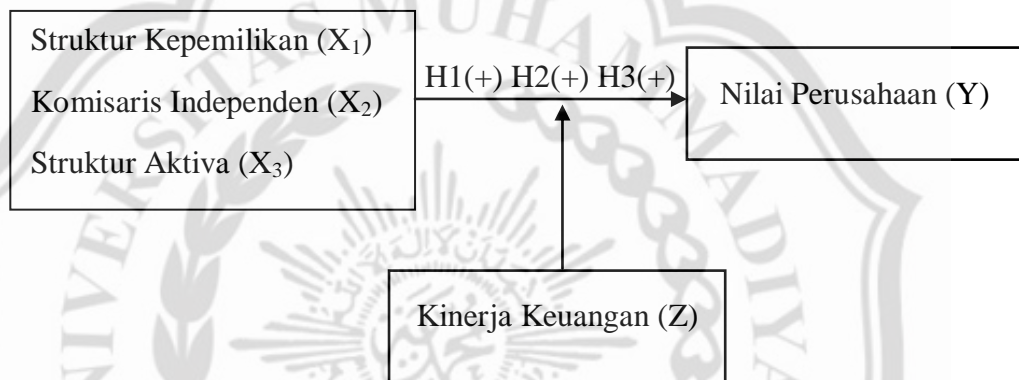 Struktur Kepemilikan (X₁)
Komisaris Independen (X₂)
Struktur Aktiva (X₃)
H1(+) H2(+) H3(+)
Nilai Perusahaan (Y)
Kinerja Keuangan (Z)